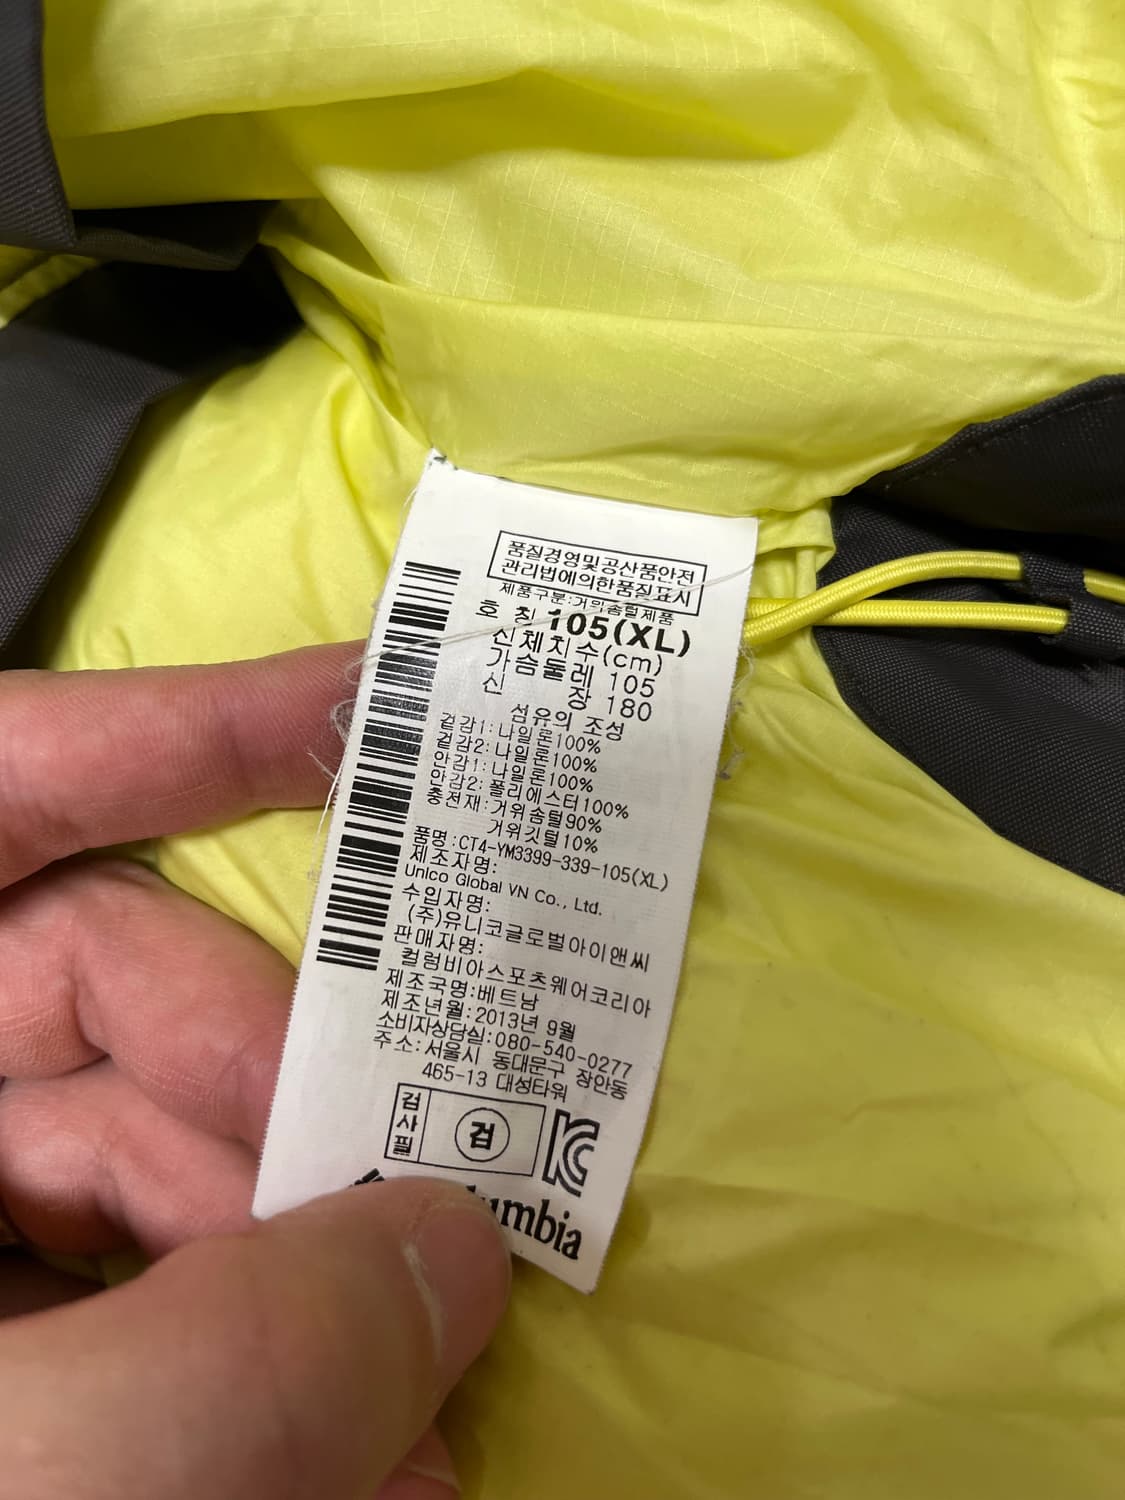 품질경영및공산품안전
관리법에의한품질표시
제품구분:거위솜털제품
호 칭 105(XL)
신체치수(cm)
가슴둘레 105
신 장 180
섬유의 조성
겉감1:나일론100%
겉감2:나일론100%
안감1:나일론100%
안감2:폴리에스터100%
충전재:거위솜털90%
거위깃털10%
품명:CT4-YM3399-339-105(XL)
제조자명:
Unico Global VN Co., Ltd.
수입자명:
(주)유니코글로벌아이앤씨
판매자명:
컬럼비아스포츠웨어코리아
제조국명:베트남
제조년월:2013년 9월
소비자상담실:080-540-0277
주소:서울시 동대문구 장안동
465-13 대성타워
검사필 검